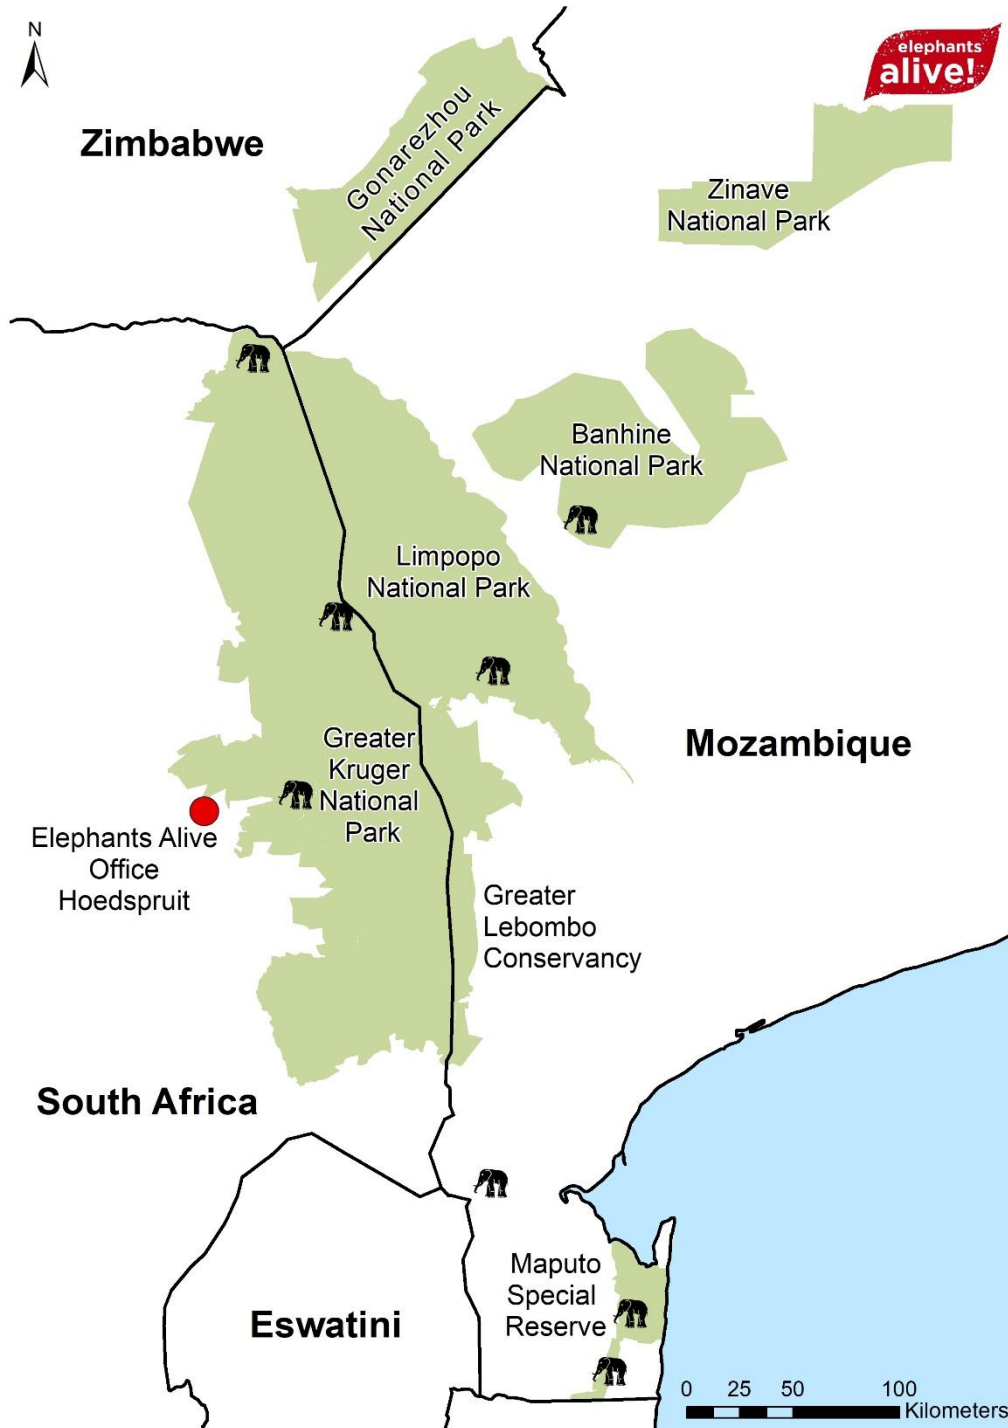 N
elephants
alive!
Zimbabwe
Gonarezhou
National Park
Zinave
National Park
Banhine
National Park
Limpopo
National Park
Mozambique
Greater
Kruger
National
Park
Elephants Alive
Office
Hoedspruit
Greater
Lebombo
Conservancy
South Africa
Maputo
Special
Reserve
Eswatini
0 25 50 100
Kilometers